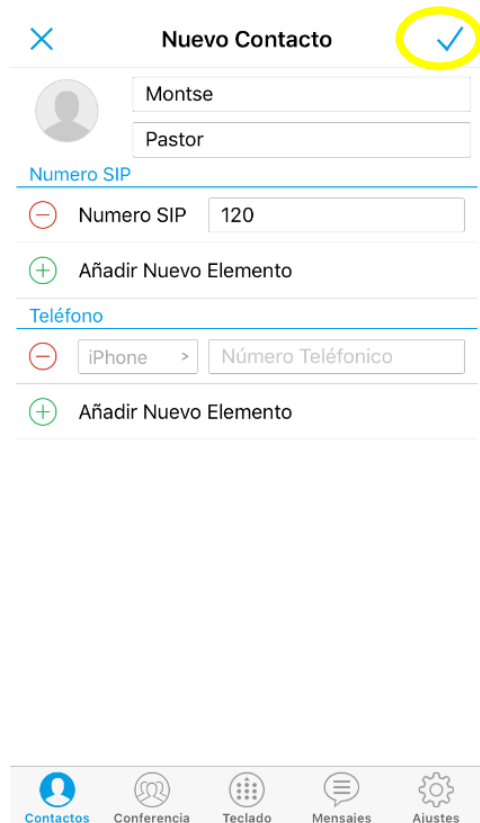 Nuevo Contacto
Montse
Pastor
Numero SIP
Numero SIP 120
Añadir Nuevo Elemento
Teléfono
iPhone > Número Teléfonico
Añadir Nuevo Elemento
Contactos Conferencia Teclado Mensajes Ajustes